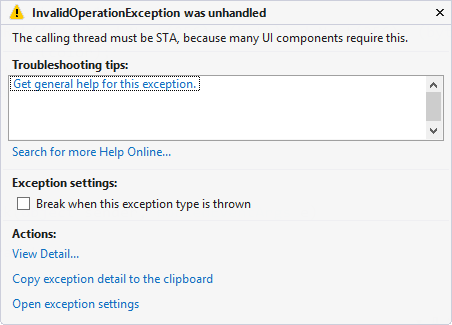 InvalidOperationException was unhandled
The calling thread must be STA, because many UI components require this.
Troubleshooting tips:
Get general help for this exception.
Search for more Help Online...
Exception settings:
Break when this exception type is thrown
Actions:
View Detail...
Copy exception detail to the clipboard
Open exception settings